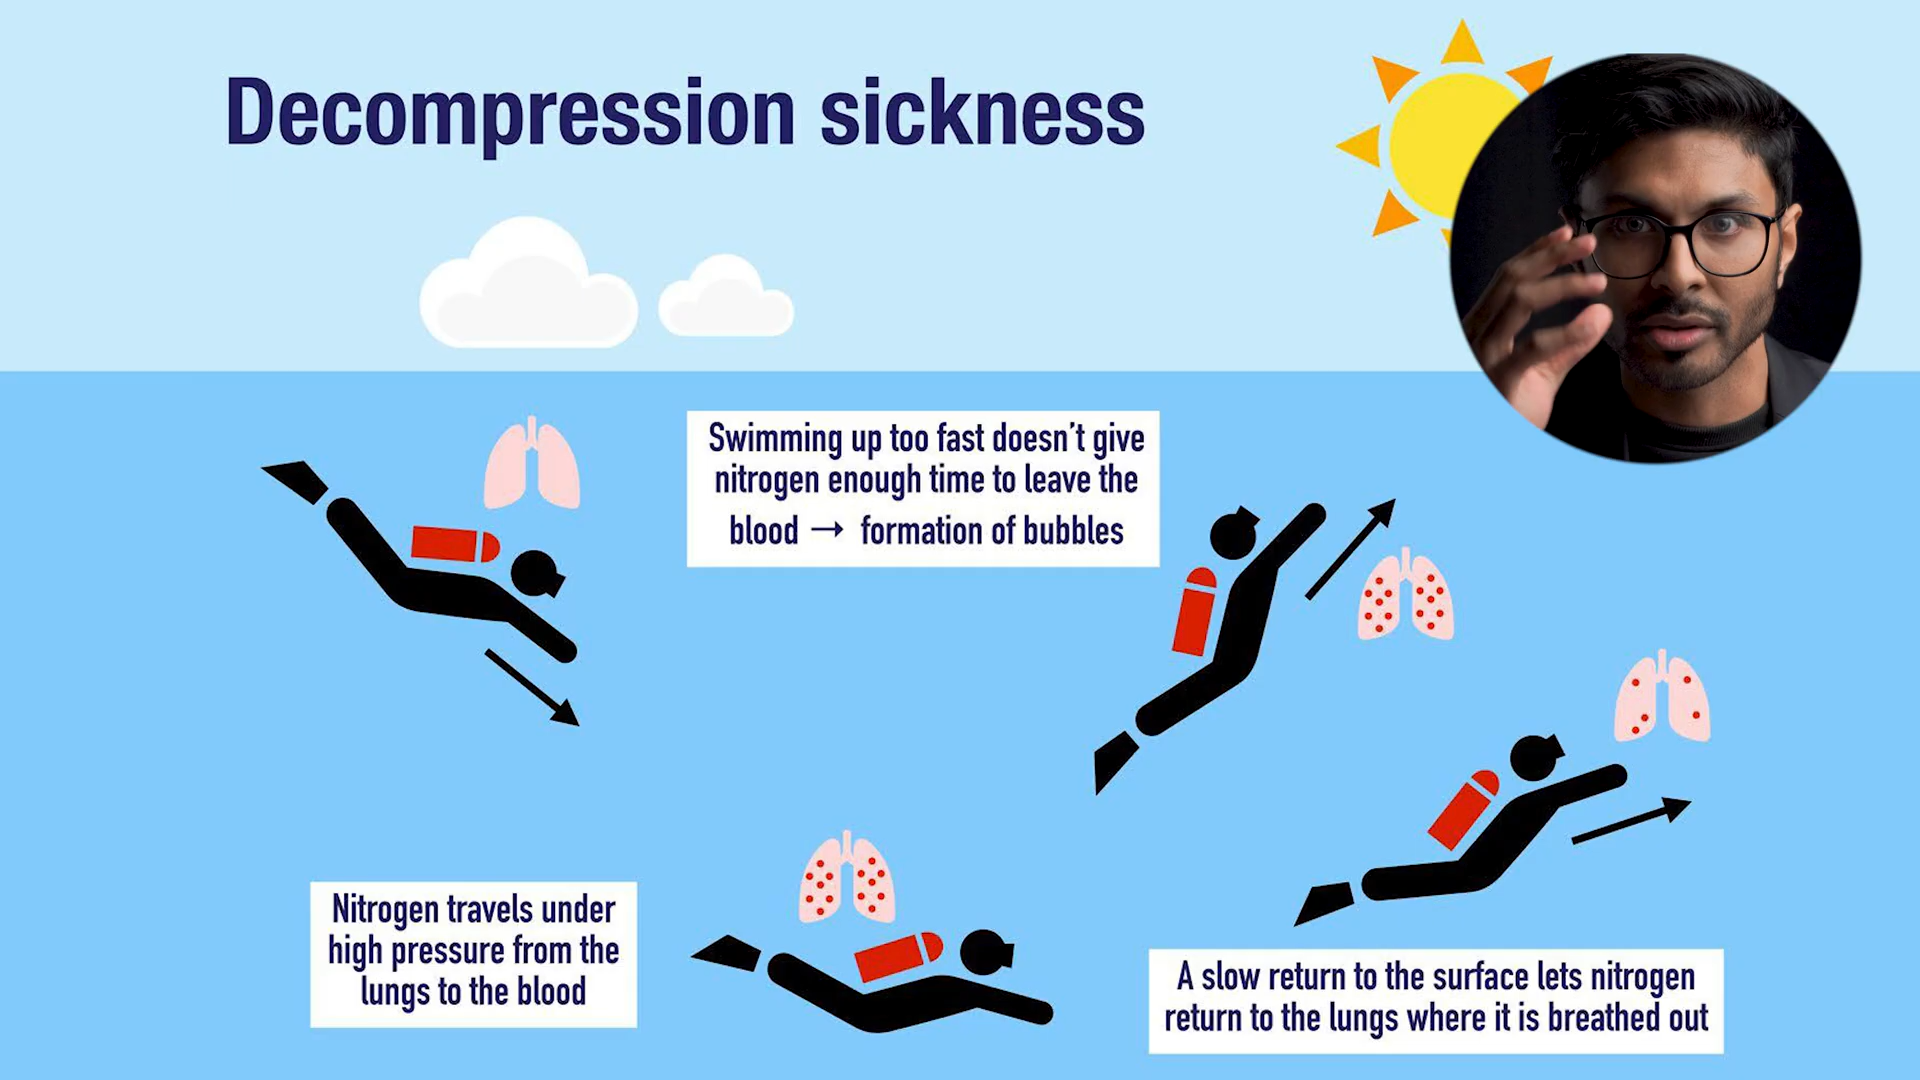 Decompression sickness
Swimming up too fast doesn’t give
nitrogen enough time to leave the
blood → formation of bubbles
Nitrogen travels under
high pressure from the
lungs to the blood
A slow return to the surface lets nitrogen
return to the lungs where it is breathed out